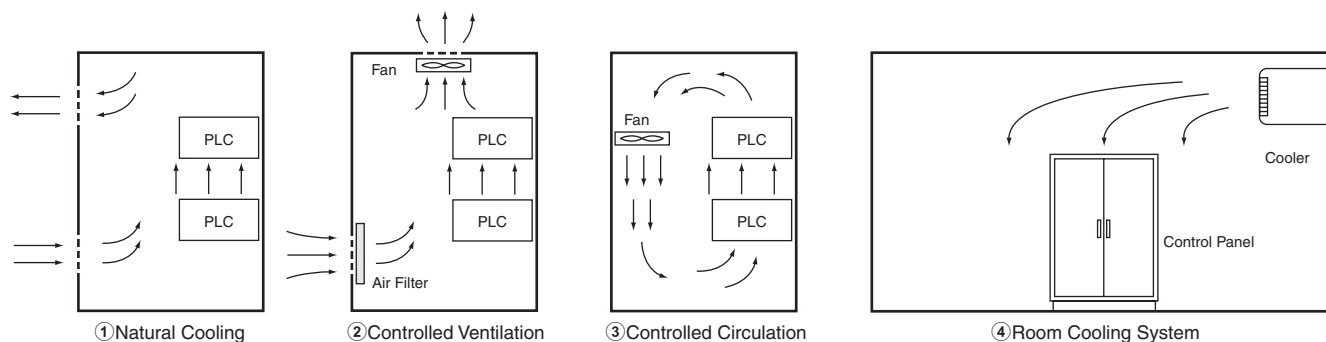 PLC
PLC
①Natural Cooling
Fan
PLC
PLC
Air Filter
②Controlled Ventilation
Fan
PLC
PLC
③Controlled Circulation
Cooler
Control Panel
④Room Cooling System